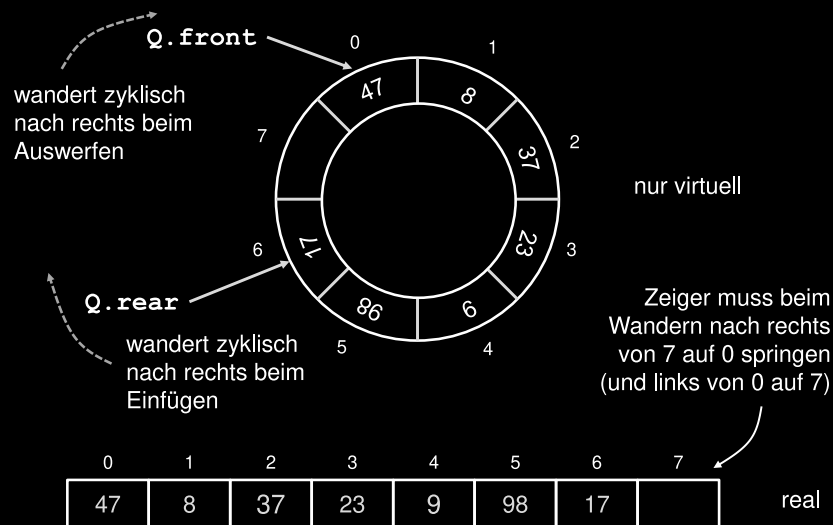 Q.front
0
1
47
8
wandert zyklisch
nach rechts beim
Auswerfen
7
2
37
nur virtuell
17
23
6
3
Q.rear
98
9
5
4
wandert zyklisch
nach rechts beim
Einfügen
Zeiger muss beim
Wandern nach rechts
von 7 auf 0 springen
(und links von 0 auf 7)
0 1 2 3 4 5 6 7
47 8 37 23 9 98 17 real